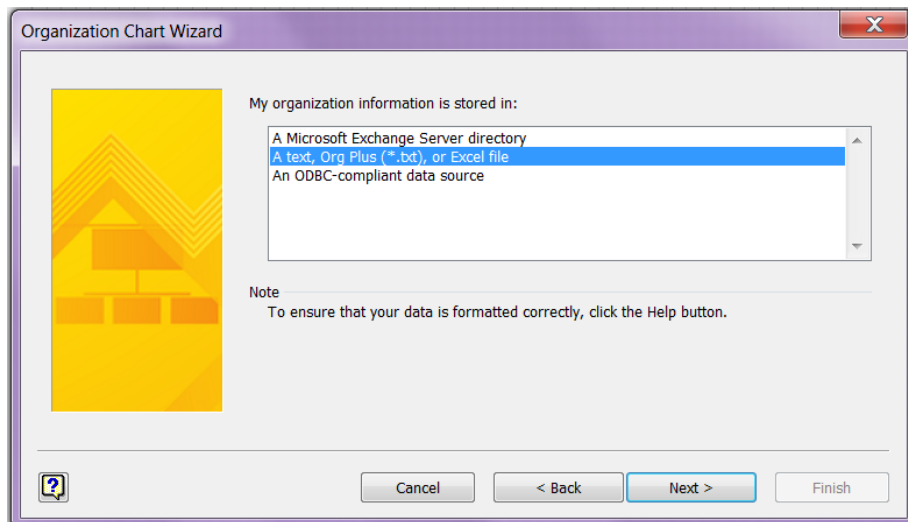 Organization Chart Wizard
My organization information is stored in:
A Microsoft Exchange Server directory
A text, Org Plus (*.txt), or Excel file
An ODBC-compliant data source
Note
To ensure that your data is formatted correctly, click the Help button.
Cancel
< Back
Next >
Finish